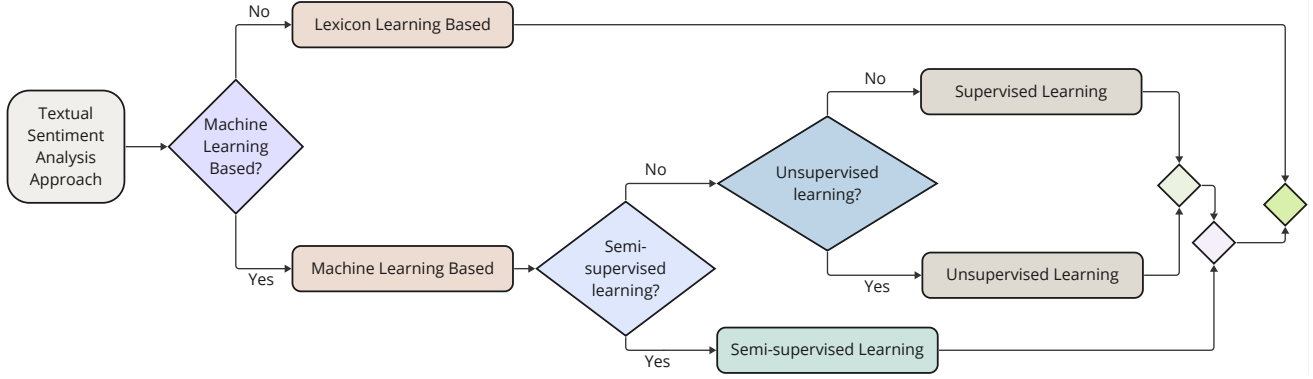 No
Lexicon Learning Based
Textual
Sentiment
Analysis
Approach
Machine
Learning
Based?
Yes
Machine Learning Based
Semi-
supervised
learning?
No
Unsupervised
learning?
No
Supervised Learning
Yes
Unsupervised Learning
Yes
Semi-supervised Learning